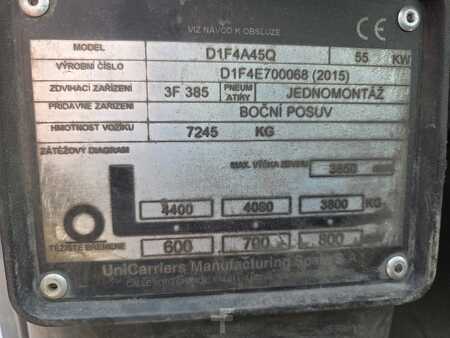 VIZ NÁVOD K OBSLUZE CE
MODEL D1F4A45Q 55 KW
VÝROBNÍ ČÍSLO D1F4E700068 (2015)
ZDVIHACÍ ZAŘÍZENÍ 3F 385 PNEUM ATIRY JEDNOMONTÁŽ
PŘÍDAVNÉ ZAŘÍZENÍ BOČNÍ POSUV
HMOTNOST VOZÍKU 7245 KG
ZÁTĚŽOVÝ DIAGRAM
MAX. VÝŠKA ZDVIHU 3850
4400 4090 3800 KG
TĚŽIŠTĚ BŘEMENE 600 700 800
UniCarriers Manufacturing Spain, S.A.